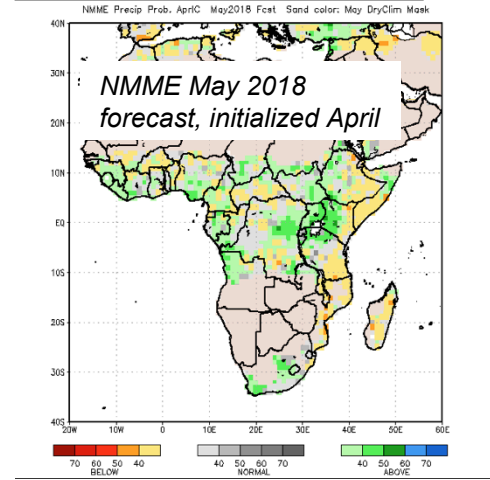 NMME Precip Prob. AprIC May2018 Fcst Sand color: May DryClim Mask
NMME May 2018
forecast, initialized April
40N
30N
20N
10N
EQ
10S
20S
30S
40S
20W 10W 0 10E 20E 30E 40E 50E 60E
70 60 50 40 40 50 60 70 40 50 60 70
BELOW NORMAL ABOVE